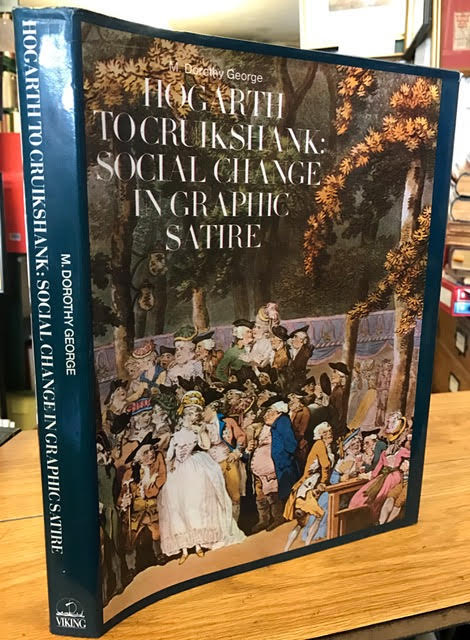 M. Dorothy George
HOGARTH
TO CRUIKSHANK:
SOCIAL CHANGE
IN GRAPHIC
SATIRE
HOGARTH TO CRUIKSHANK: SOCIAL CHANGE IN GRAPHIC SATIRE
M. DOROTHY GEORGE
VIKING